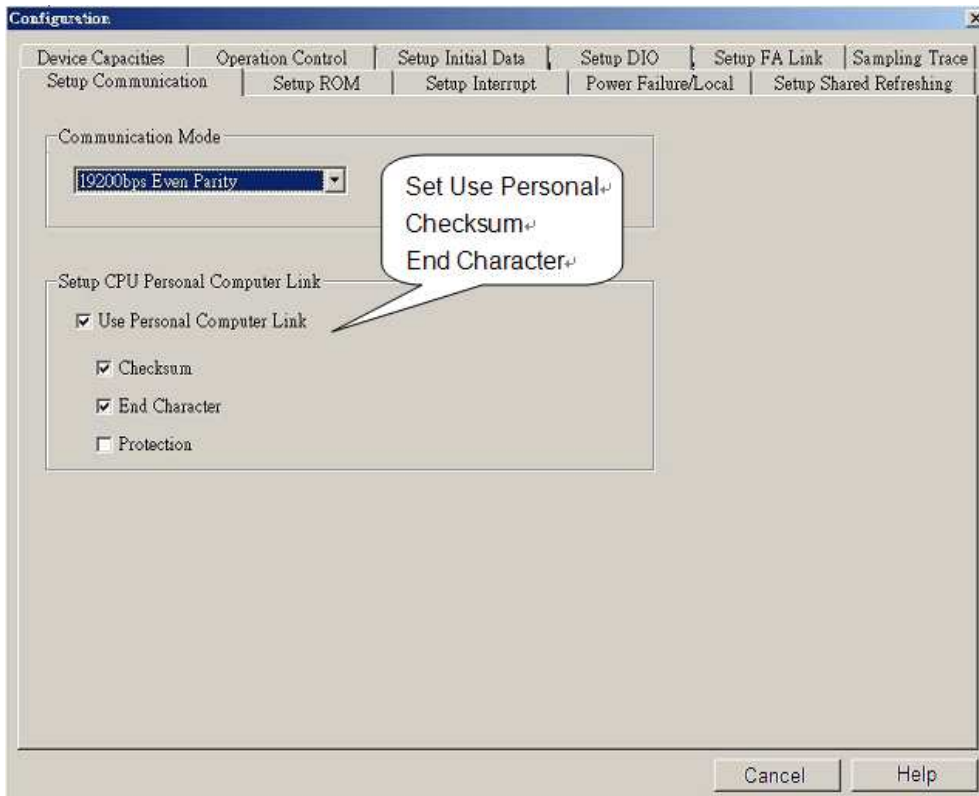 Configuration
Device Capacities Operation Control Setup Initial Data Setup DIO Setup FA Link Sampling Trace
Setup Communication Setup ROM Setup Interrupt Power Failure/Local Setup Shared Refreshing
Communication Mode
19200bps Even Parity
Set Use Personal
Checksum
End Character
Setup CPU Personal Computer Link
Use Personal Computer Link
Checksum
End Character
Protection
Cancel Help